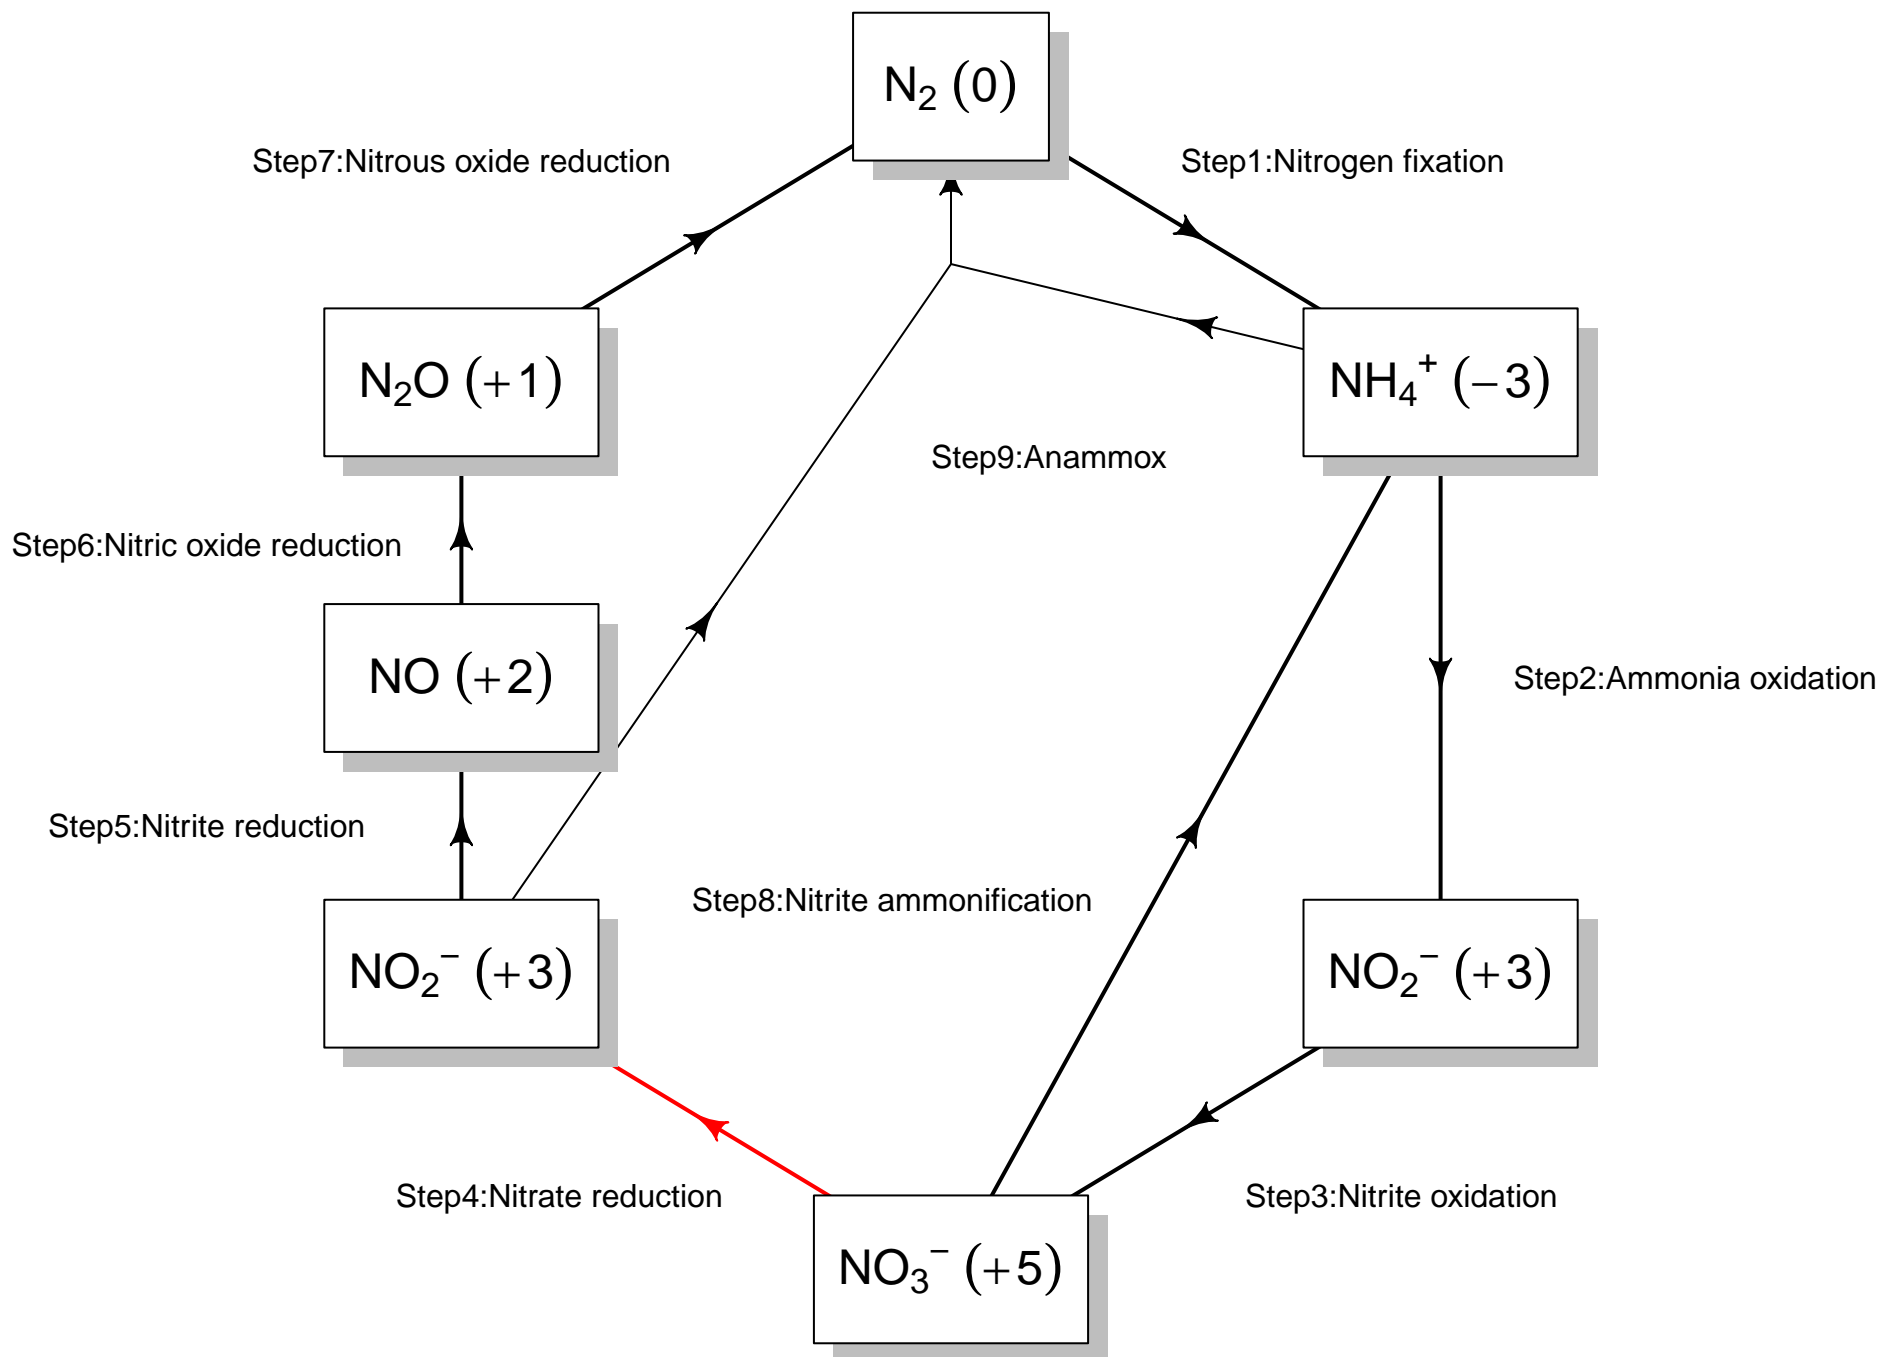 N₂ (0)
Step7:Nitrous oxide reduction
Step1:Nitrogen fixation
N₂O (+1)
NH₄⁺ (−3)
Step9:Anammox
Step6:Nitric oxide reduction
NO (+2)
Step2:Ammonia oxidation
Step5:Nitrite reduction
Step8:Nitrite ammonification
NO₂⁻ (+3)
NO₂⁻ (+3)
Step4:Nitrate reduction
Step3:Nitrite oxidation
NO₃⁻ (+5)